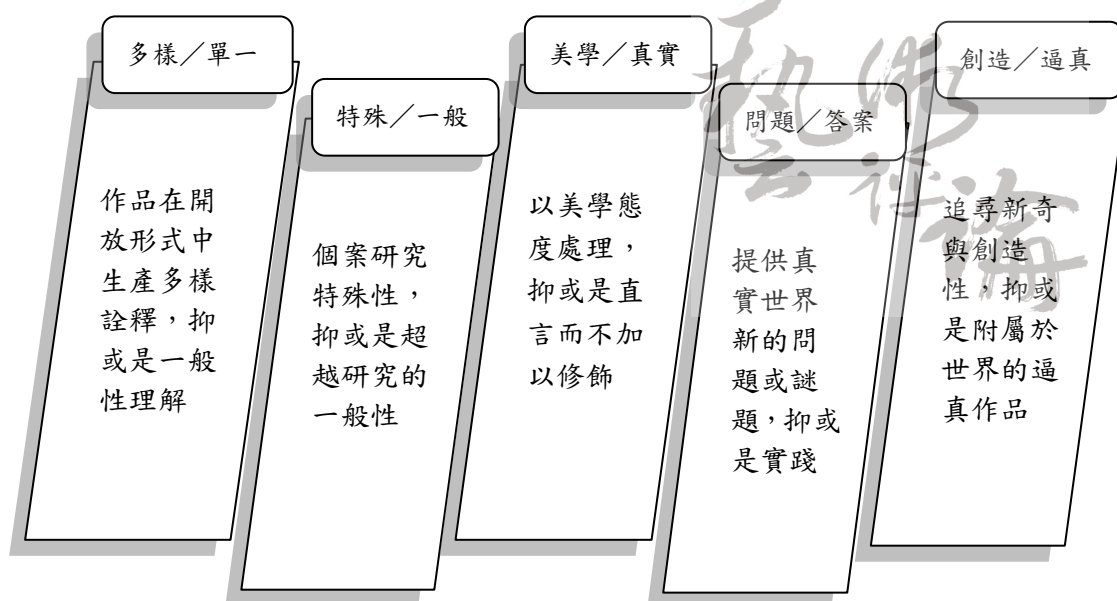 多樣／單一
作品在開
放形式中
生產多樣
詮釋，抑
或是一般
性理解
特殊／一般
個案研究
特殊性，
抑或是超
越研究的
一般性
美學／真實
以美學態
度處理，
抑或是直
言而不加
以修飾
問題／答案
提供真
實世界
新的問
題或謎
題，抑或
是實踐
創造／逼真
追尋新奇
與創造
性，抑或
是附屬於
世界的逼
真作品
藝術
評論